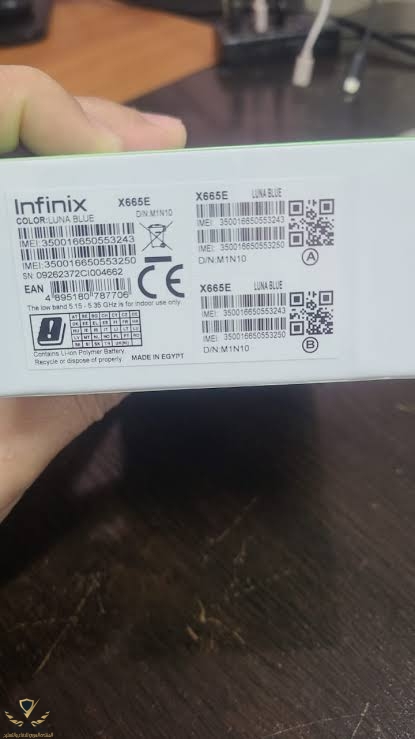 Infinix X665E
COLOR:LUNA BLUE D/N:M1N10
IMEI:350016650553243
IMEI:350016650553250
SN:09262372CI004662
EAN
4 895180 787706
CE
The low band 5.15 - 5.35 GHz is for indoor use only
Contains Li-ion Polymer Battery
Recycle or dispose of properly.
MADE IN EGYPT
X665E LUNA BLUE
IMEI: 350016650553243
IMEI: 350016650553250
D/N:M1N10
A
X665E LUNA BLUE
IMEI: 350016650553243
IMEI: 350016650553250
D/N:M1N10
B